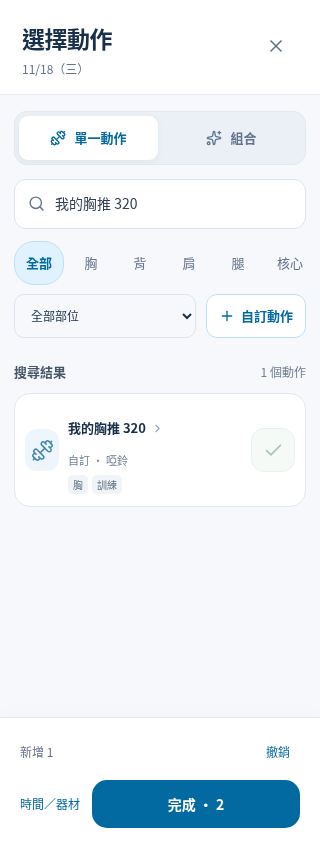 選擇動作
11/18（三）
單一動作
組合
我的胸推 320
全部 胸 背 肩 腿 核心
全部部位
自訂動作
搜尋結果
1 個動作
我的胸推 320
自訂 · 啞鈴
胸 訓練
新增 1
撤銷
時間／器材
完成 · 2